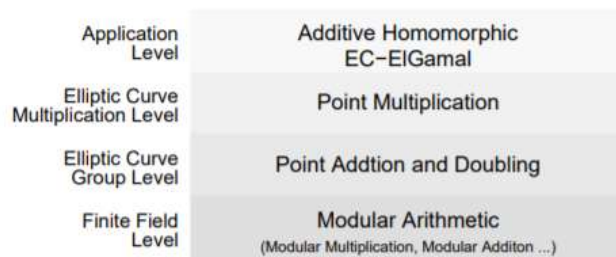 Application
Level
Additive Homomorphic
EC−ElGamal
Elliptic Curve
Multiplication Level
Point Multiplication
Elliptic Curve
Group Level
Point Addtion and Doubling
Finite Field
Level
Modular Arithmetic
(Modular Multiplication, Modular Additon ...)